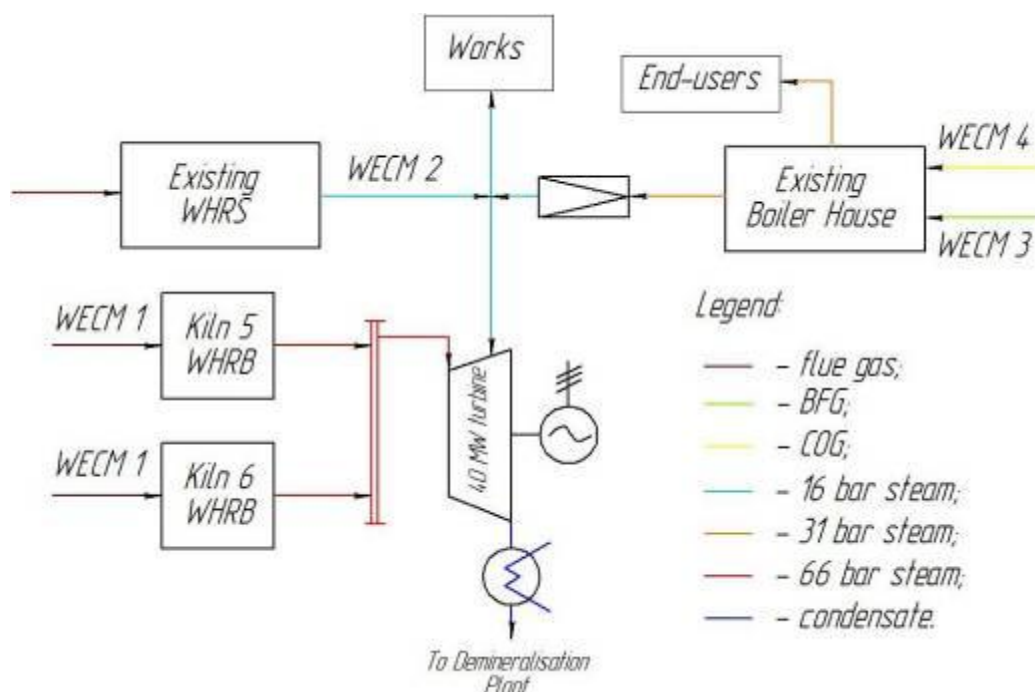 Works
End-users
WECM 4
Existing
WHRS
WECM 2
Existing
Boiler House
WECM 3
WECM 1
Kiln 5
WHRB
40 MW turbine
WECM 1
Kiln 6
WHRB
Legend:
- flue gas;
- BFG;
- COG;
- 16 bar steam;
- 31 bar steam;
- 66 bar steam;
- condensate.
To Demineralisation
Plant